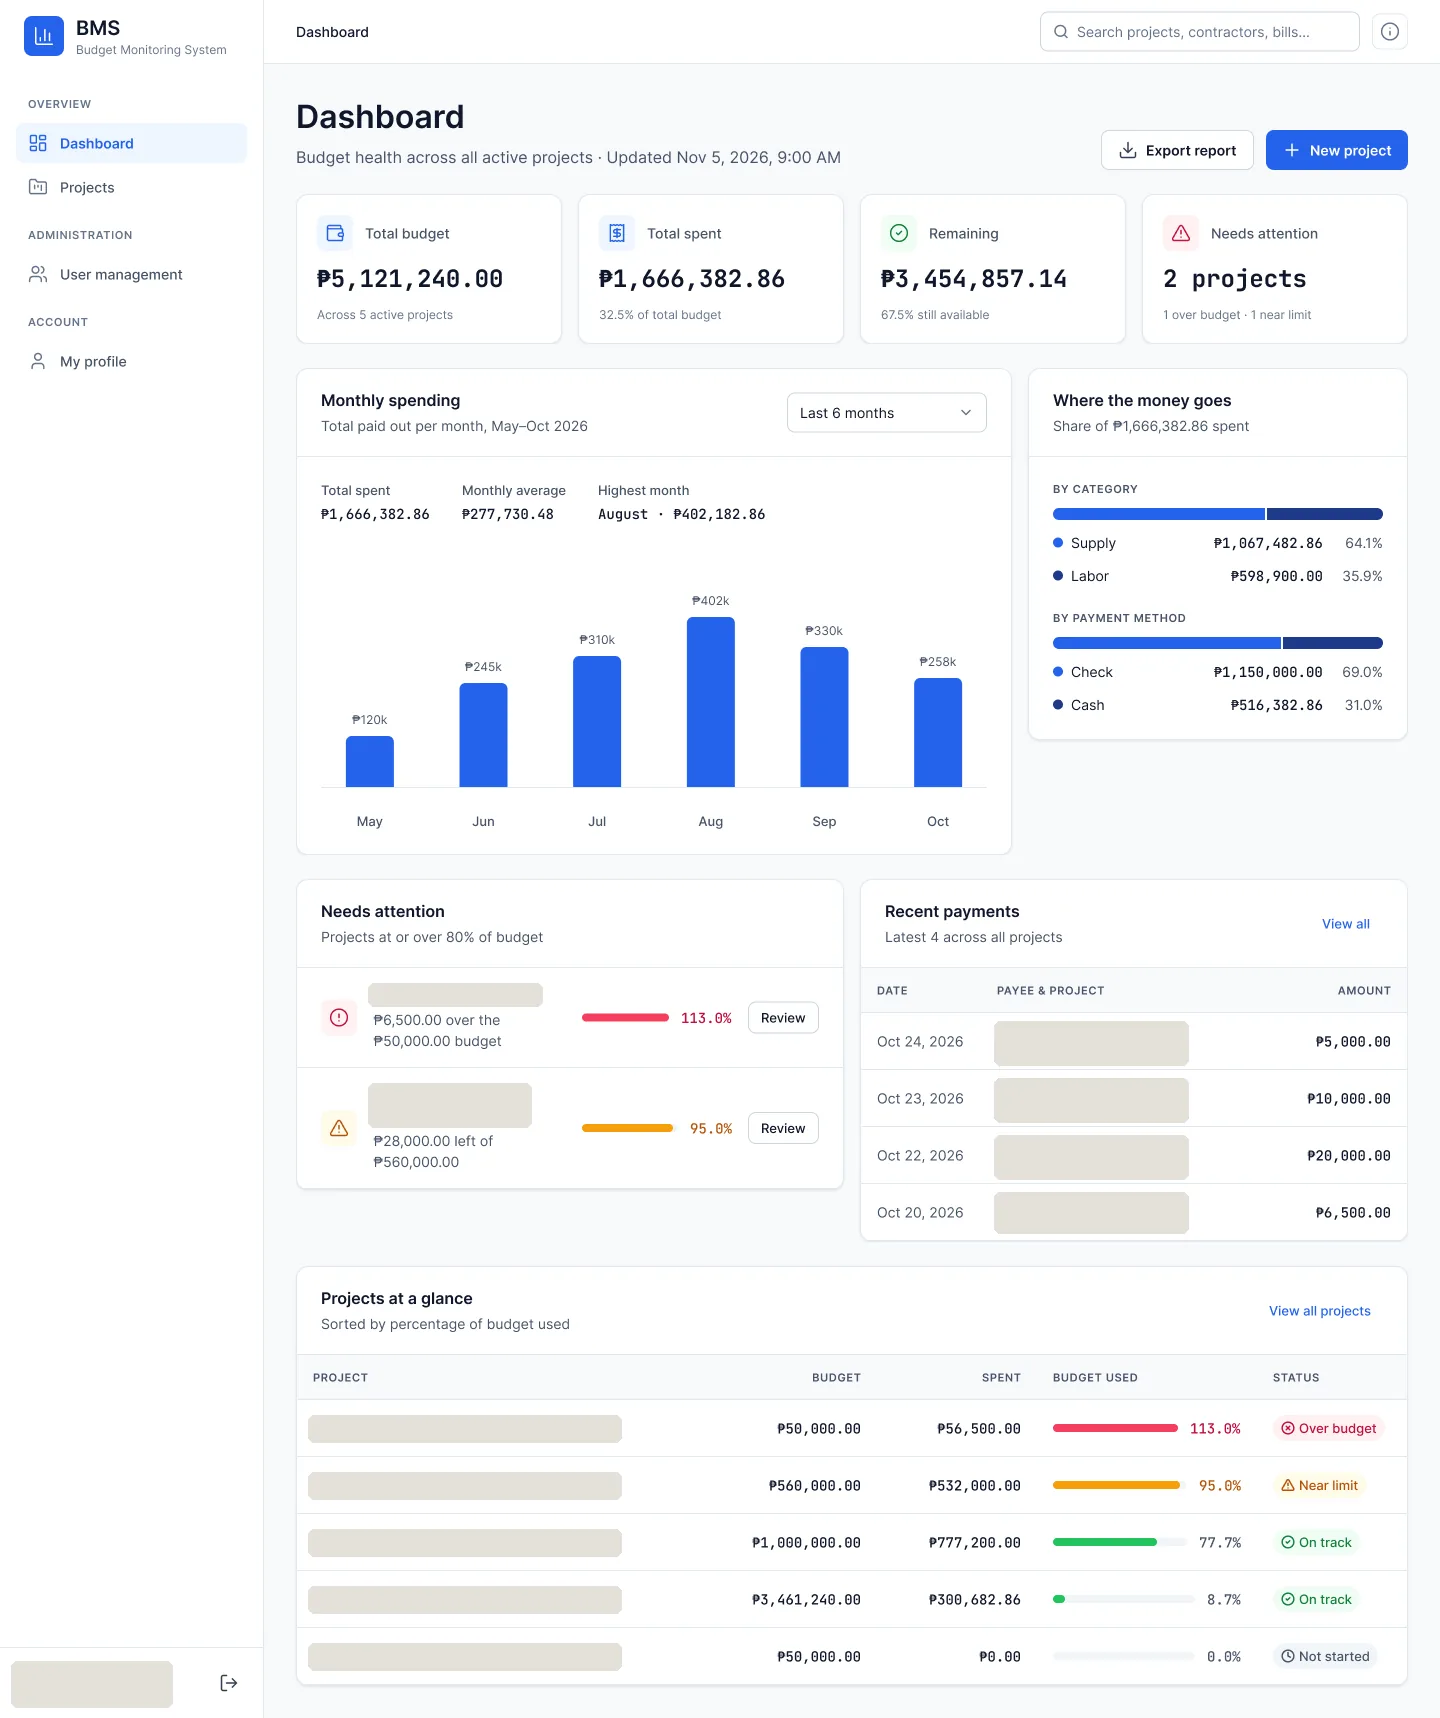 BMS
Budget Monitoring System
OVERVIEW
Dashboard
Projects
ADMINISTRATION
User management
ACCOUNT
My profile
Dashboard
Search projects, contractors, bills...
Dashboard
Budget health across all active projects · Updated Nov 5, 2026, 9:00 AM
Export report
New project
Total budget
₱5,121,240.00
Across 5 active projects
Total spent
₱1,666,382.86
32.5% of total budget
Remaining
₱3,454,857.14
67.5% still available
Needs attention
2 projects
1 over budget · 1 near limit
Monthly spending
Total paid out per month, May–Oct 2026
Last 6 months
Total spent
₱1,666,382.86
Monthly average
₱277,730.48
Highest month
August · ₱402,182.86
₱120k
₱245k
₱310k
₱402k
₱330k
₱258k
May
Jun
Jul
Aug
Sep
Oct
Where the money goes
Share of ₱1,666,382.86 spent
BY CATEGORY
Supply ₱1,067,482.86 64.1%
Labor ₱598,900.00 35.9%
BY PAYMENT METHOD
Check ₱1,150,000.00 69.0%
Cash ₱516,382.86 31.0%
Needs attention
Projects at or over 80% of budget
₱6,500.00 over the
₱50,000.00 budget
113.0%
Review
₱28,000.00 left of
₱560,000.00
95.0%
Review
Recent payments
Latest 4 across all projects
View all
DATE PAYEE & PROJECT AMOUNT
Oct 24, 2026 ₱5,000.00
Oct 23, 2026 ₱10,000.00
Oct 22, 2026 ₱20,000.00
Oct 20, 2026 ₱6,500.00
Projects at a glance
Sorted by percentage of budget used
View all projects
PROJECT BUDGET SPENT BUDGET USED STATUS
₱50,000.00 ₱56,500.00 113.0% Over budget
₱560,000.00 ₱532,000.00 95.0% Near limit
₱1,000,000.00 ₱777,200.00 77.7% On track
₱3,461,240.00 ₱300,682.86 8.7% On track
₱50,000.00 ₱0.00 0.0% Not started